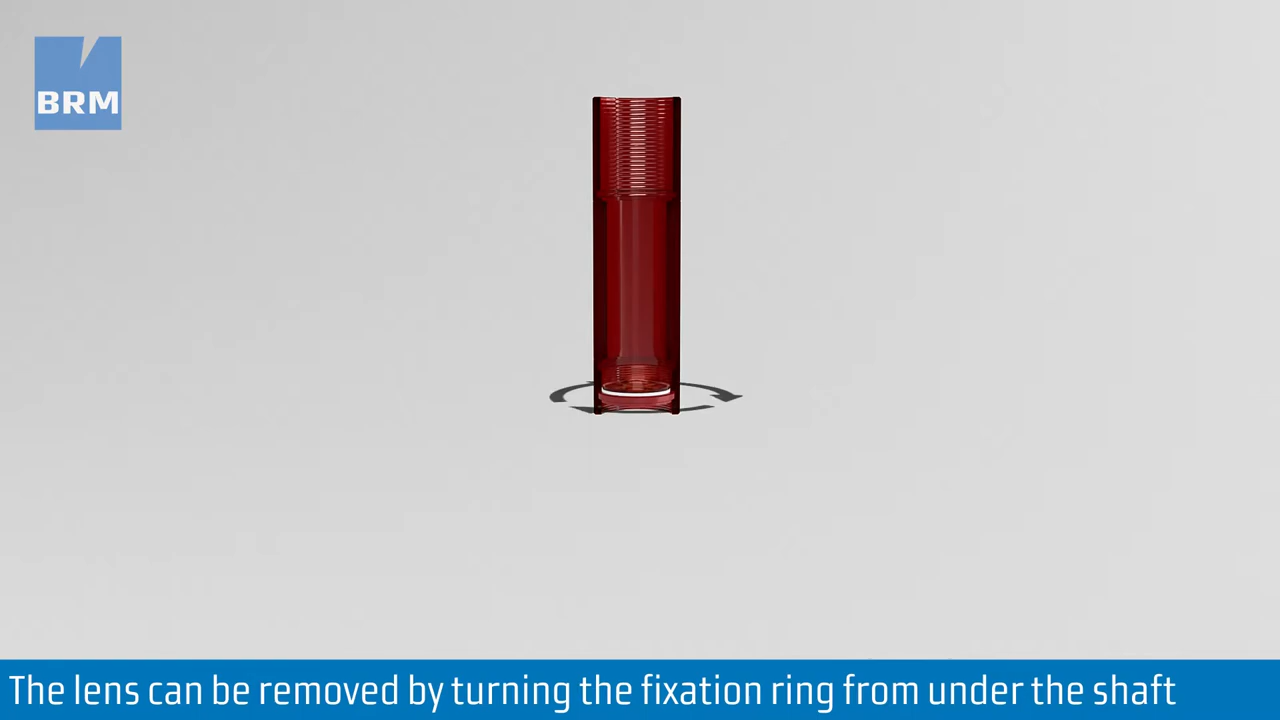 BRM
The lens can be removed by turning the fixation ring from under the shaft